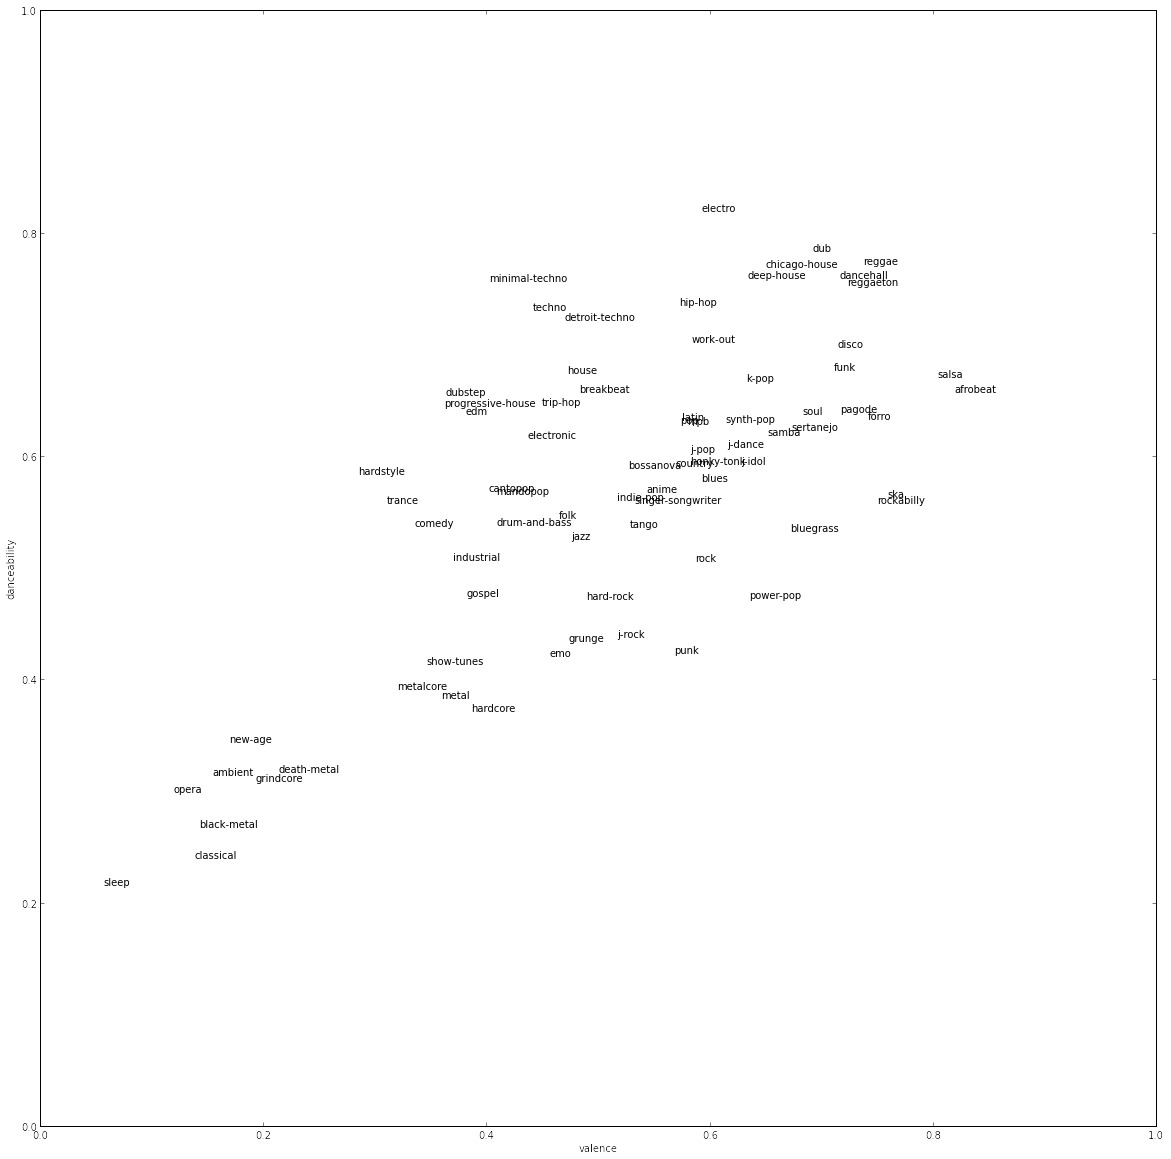 1.0
electro
0.8
dub
reggae
chicago-house
deep-house
dancehall
minimal-techno
reggaeton
hip-hop
techno
detroit-techno
work-out
disco
funk
house
salsa
k-pop
dubstep
breakbeat
afrobeat
progressive-house
trip-hop
edm
pagode
soul
forro
latin
pop
r-n-b
synth-pop
sertanejo
samba
electronic
j-dance
j-pop
0.6
honky-tonk
j-idol
country
bossanova
hardstyle
blues
cantopop
mandopop
anime
ska
indie-pop
singer-songwriter
trance
rockabilly
folk
comedy
drum-and-bass
tango
bluegrass
jazz
industrial
rock
danceability
gospel
hard-rock
power-pop
j-rock
grunge
emo
punk
show-tunes
0.4
metalcore
metal
hardcore
new-age
death-metal
ambient
grindcore
opera
black-metal
classical
sleep
0.2
0.0
0.0
0.2
0.4
0.6
0.8
1.0
valence